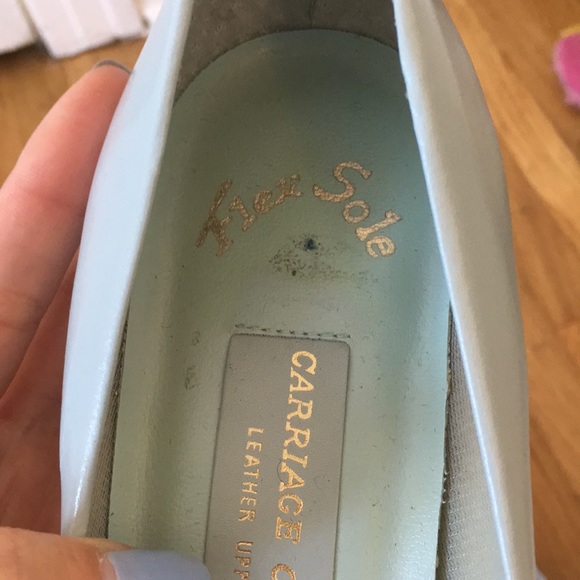 Flex Sole
CARRIAGE C
LEATHER UPP